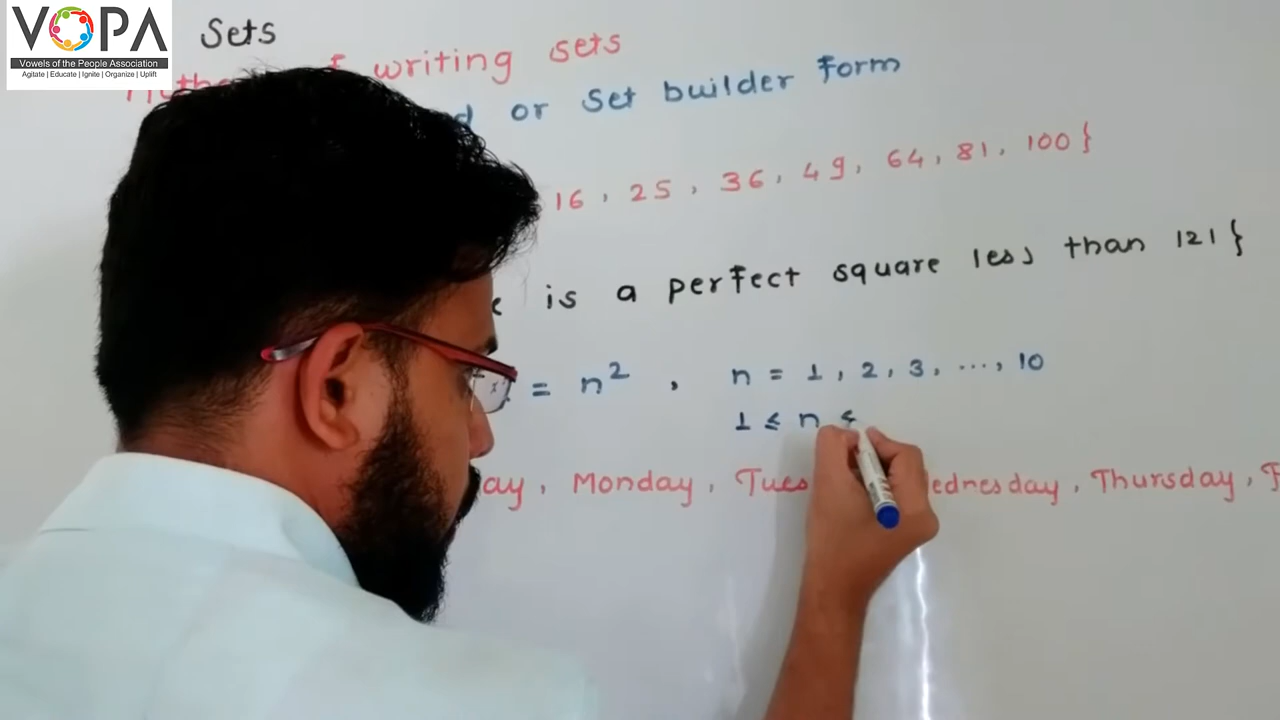 VOPA
Vowels of the People Association
Agitate | Educate | Ignite | Organize | Uplift
Sets
writing sets
or Set builder form
16, 25, 36, 49, 64, 81, 100}
is a perfect square less than 121}
= n², n = 1, 2, 3, ..., 10
1 ≤ n ≤
ay, Monday, Tues ednesday, Thursday, F